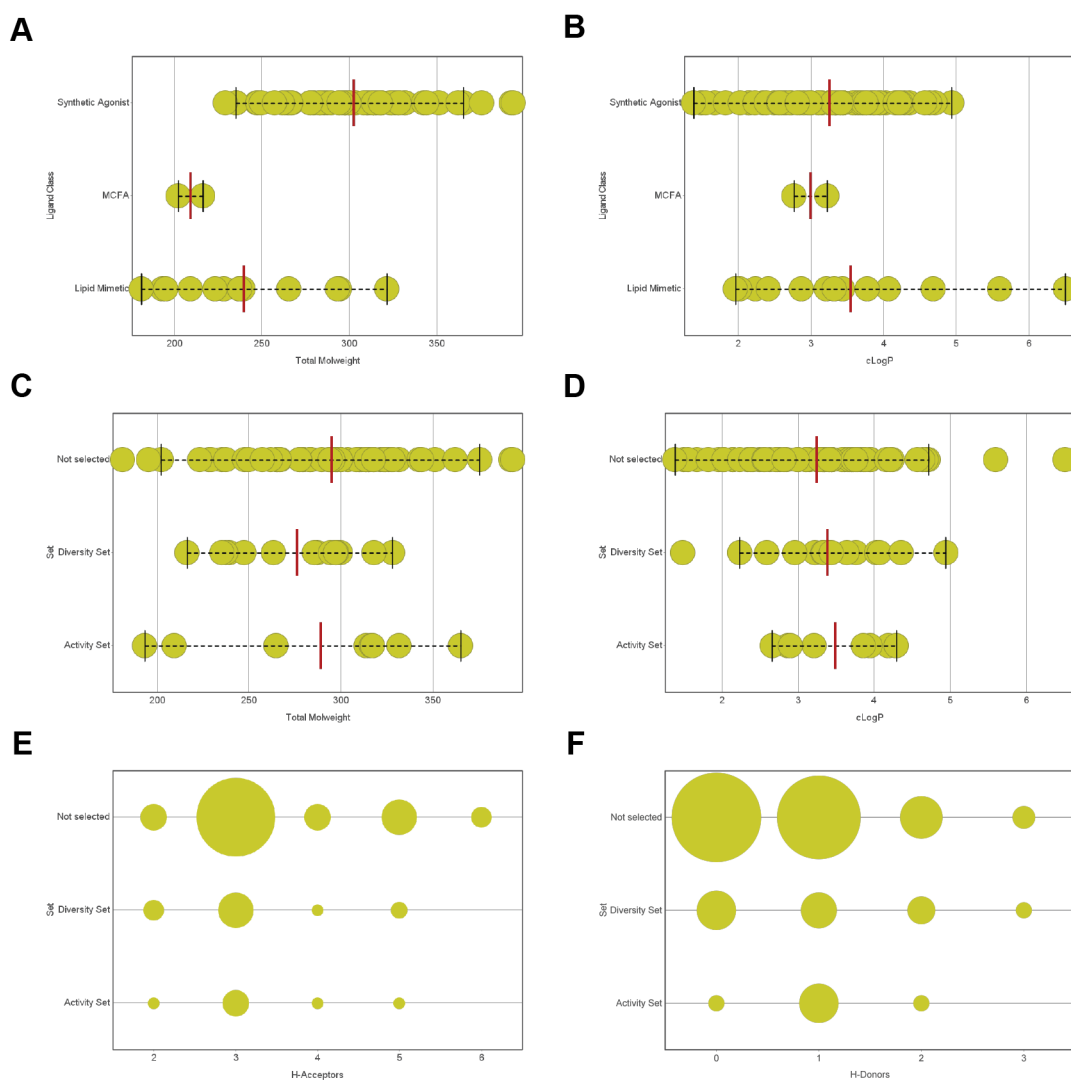 A
Ligand Class
Synthetic Agonist
MCFA
Lipid Mimetic
200 250 300 350
Total Molweight
B
Ligand Class
Synthetic Agonist
MCFA
Lipid Mimetic
2 3 4 5 6
cLogP
C
Set
Not selected
Diversity Set
Activity Set
200 250 300 350
Total Molweight
D
Set
Not selected
Diversity Set
Activity Set
2 3 4 5 6
cLogP
E
Set
Not selected
Diversity Set
Activity Set
2 3 4 5 6
H-Acceptors
F
Set
Not selected
Diversity Set
Activity Set
0 1 2 3
H-Donors